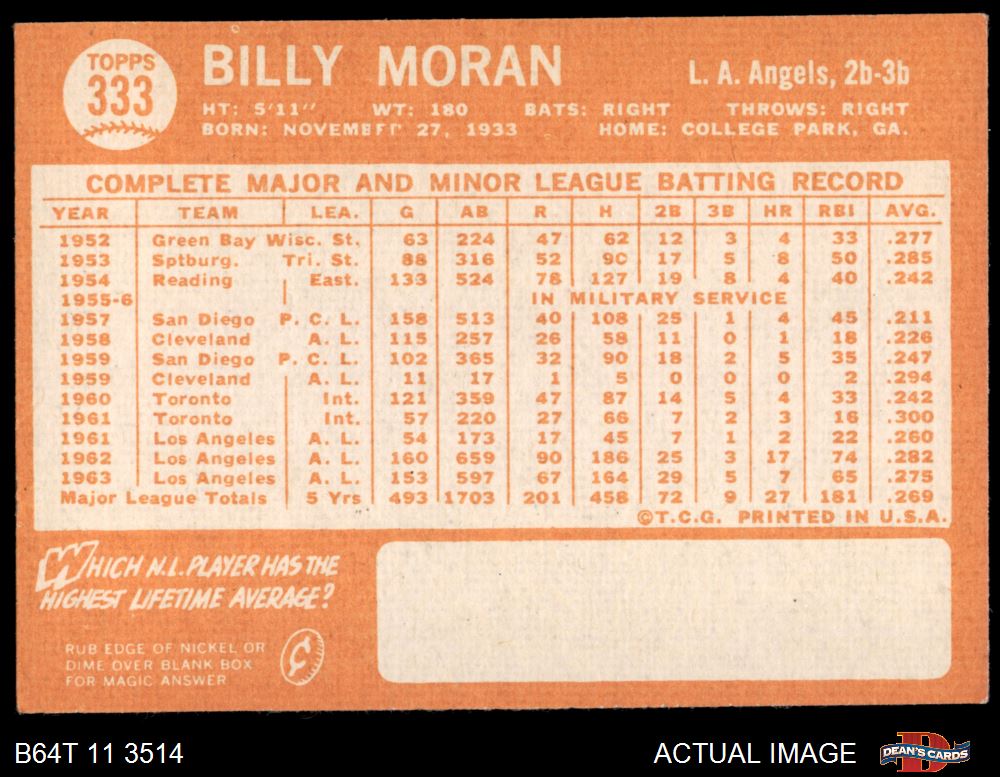 TOPPS
333
BILLY MORAN
L. A. Angels, 2b-3b
HT: 5'11" WT: 180 BATS: RIGHT THROWS: RIGHT
BORN: NOVEMBER 27, 1933 HOME: COLLEGE PARK, GA.
COMPLETE MAJOR AND MINOR LEAGUE BATTING RECORD
YEAR TEAM LEA. G AB R H 2B 3B HR RBI AVG.
1952 Green Bay Wisc. St. 63 224 47 62 12 3 4 33 .277
1953 Sptburg. Tri. St. 88 316 52 90 17 5 8 50 .285
1954 Reading East. 133 524 78 127 19 8 4 40 .242
1955-6 IN MILITARY SERVICE
1957 San Diego P. C. L. 158 513 40 108 25 1 4 45 .211
1958 Cleveland A. L. 115 257 26 58 11 0 1 18 .226
1959 San Diego P. C. L. 102 365 32 90 18 2 5 35 .247
1959 Cleveland A. L. 11 17 1 5 0 0 0 2 .294
1960 Toronto Int. 121 359 47 87 14 5 4 33 .242
1961 Toronto Int. 57 220 27 66 7 2 3 16 .300
1961 Los Angeles A. L. 54 173 17 45 7 1 2 22 .260
1962 Los Angeles A. L. 160 659 90 186 25 3 17 74 .282
1963 Los Angeles A. L. 153 597 67 164 29 5 7 65 .275
Major League Totals 5 Yrs 493 1703 201 458 72 9 27 181 .269
©T.C.G. PRINTED IN U.S.A.
WHICH N.L. PLAYER HAS THE
HIGHEST LIFETIME AVERAGE?
RUB EDGE OF NICKEL OR
DIME OVER BLANK BOX
FOR MAGIC ANSWER
¢
B64T 11 3514
ACTUAL IMAGE
DEAN'S CARDS